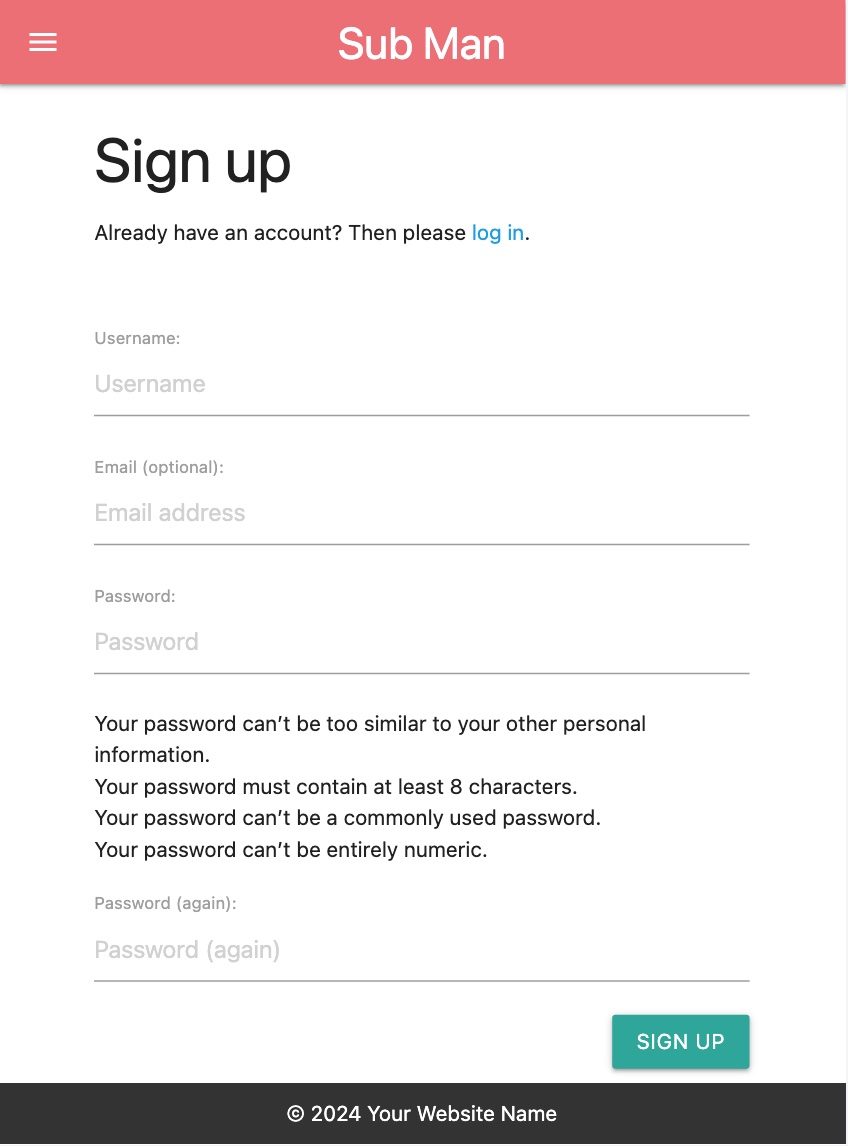 Sub Man
Sign up
Already have an account? Then please log in.
Username:
Username
Email (optional):
Email address
Password:
Password
Your password can’t be too similar to your other personal
information.
Your password must contain at least 8 characters.
Your password can’t be a commonly used password.
Your password can’t be entirely numeric.
Password (again):
Password (again)
SIGN UP
© 2024 Your Website Name